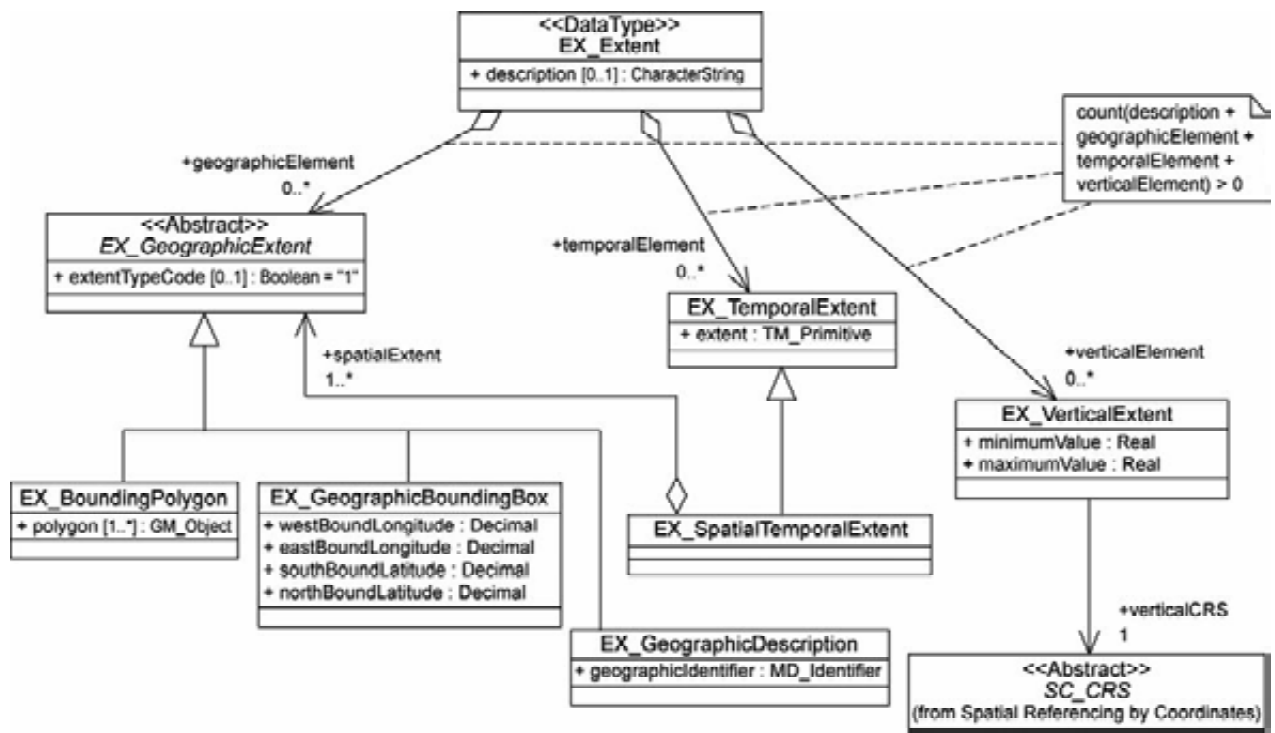 <<DataType>>
EX_Extent
+ description [0..1] : CharacterString
count(description +
geographicElement +
temporalElement +
verticalElement) > 0
+geographicElement
0..*
<<Abstract>>
EX_GeographicExtent
+ extentTypeCode [0..1] : Boolean = "1"
+temporalElement
0..*
EX_TemporalExtent
+ extent : TM_Primitive
+spatialExtent
1..*
+verticalElement
0..*
EX_VerticalExtent
+ minimumValue : Real
+ maximumValue : Real
EX_BoundingPolygon
+ polygon [1..*] : GM_Object
EX_GeographicBoundingBox
+ westBoundLongitude : Decimal
+ eastBoundLongitude : Decimal
+ southBoundLatitude : Decimal
+ northBoundLatitude : Decimal
EX_SpatialTemporalExtent
EX_GeographicDescription
+ geographicIdentifier : MD_Identifier
+verticalCRS
1
<<Abstract>>
SC_CRS
(from Spatial Referencing by Coordinates)